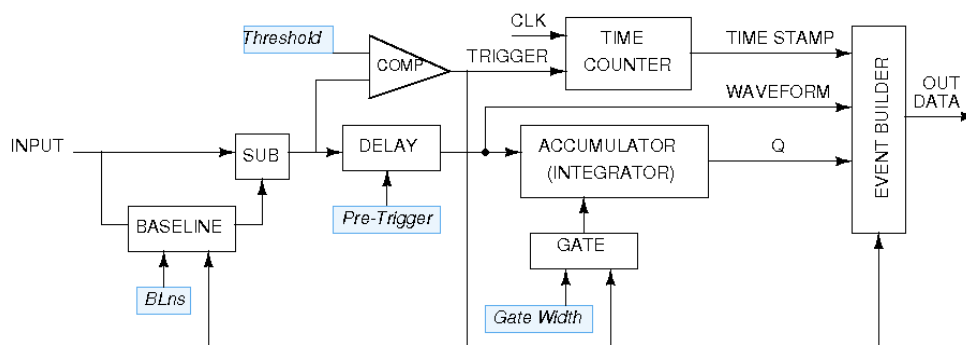 CLK
Threshold
COMP
TRIGGER
TIME
COUNTER
TIME STAMP
EVENT BUILDER
OUT
DATA
WAVEFORM
INPUT
SUB
DELAY
ACCUMULATOR
(INTEGRATOR)
Q
BASELINE
Pre-Trigger
GATE
BLns
Gate Width